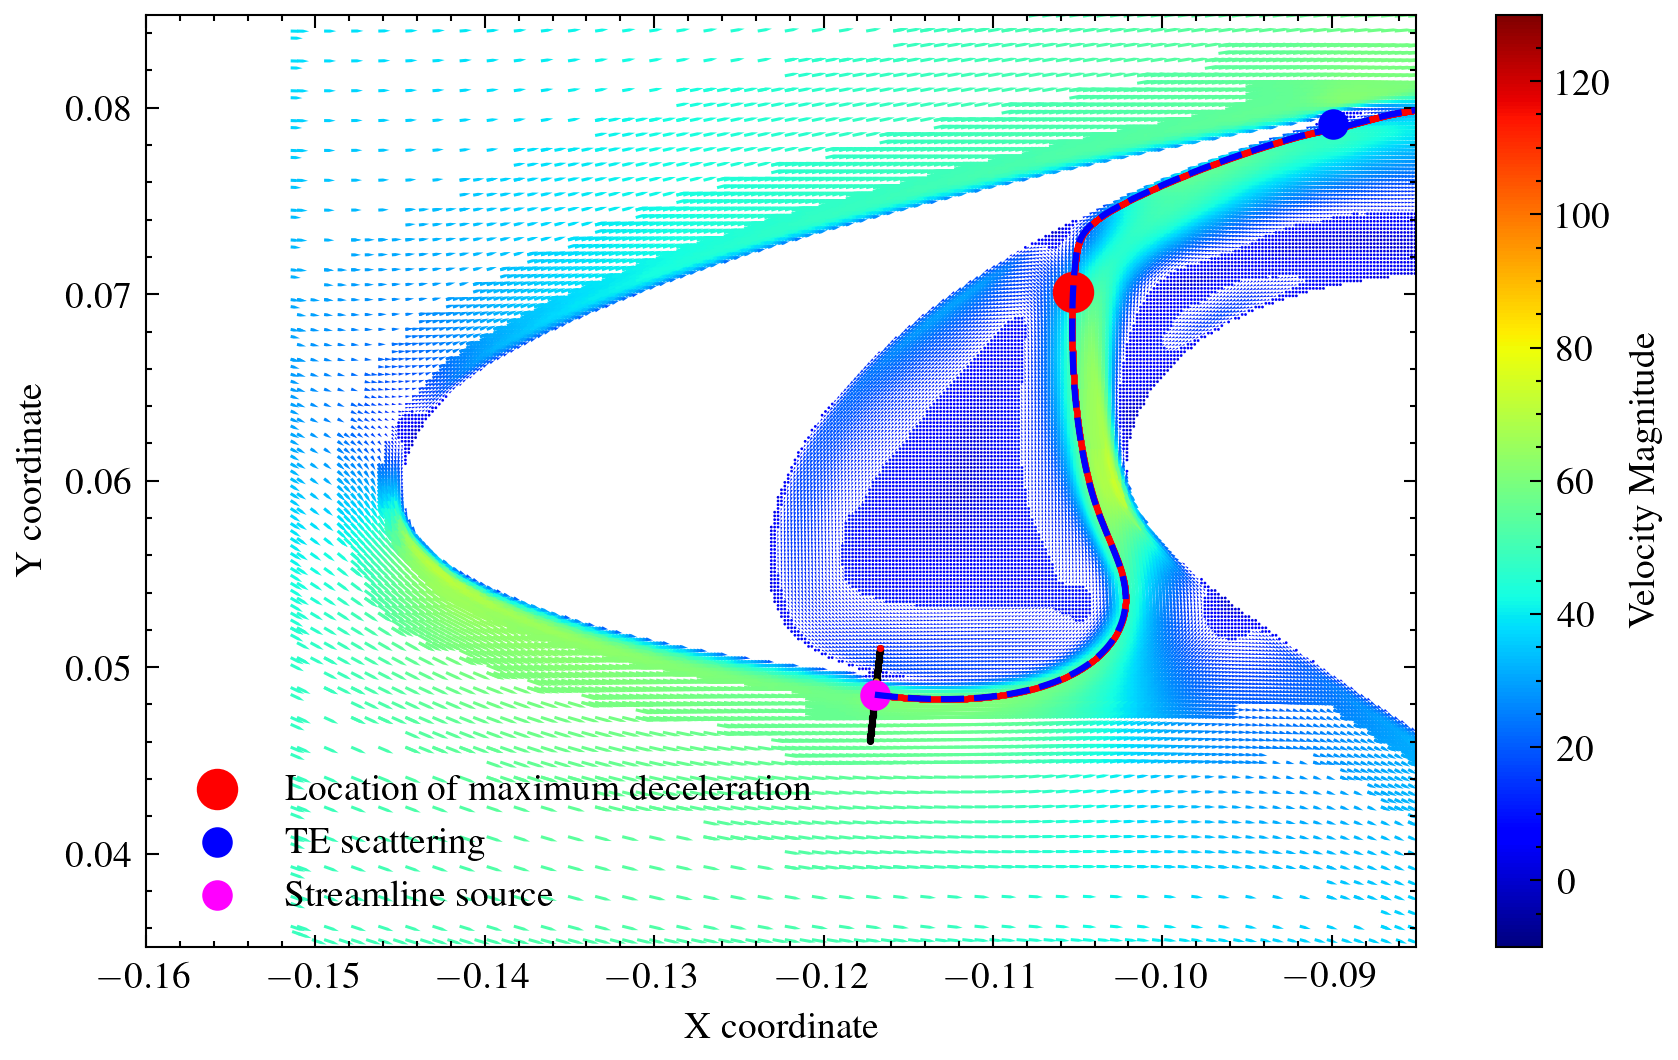 0.08
0.07
0.06
0.05
0.04
Y coordinate
−0.16 −0.15 −0.14 −0.13 −0.12 −0.11 −0.10 −0.09
X coordinate
Location of maximum deceleration
TE scattering
Streamline source
120
100
80
60
40
20
0
Velocity Magnitude